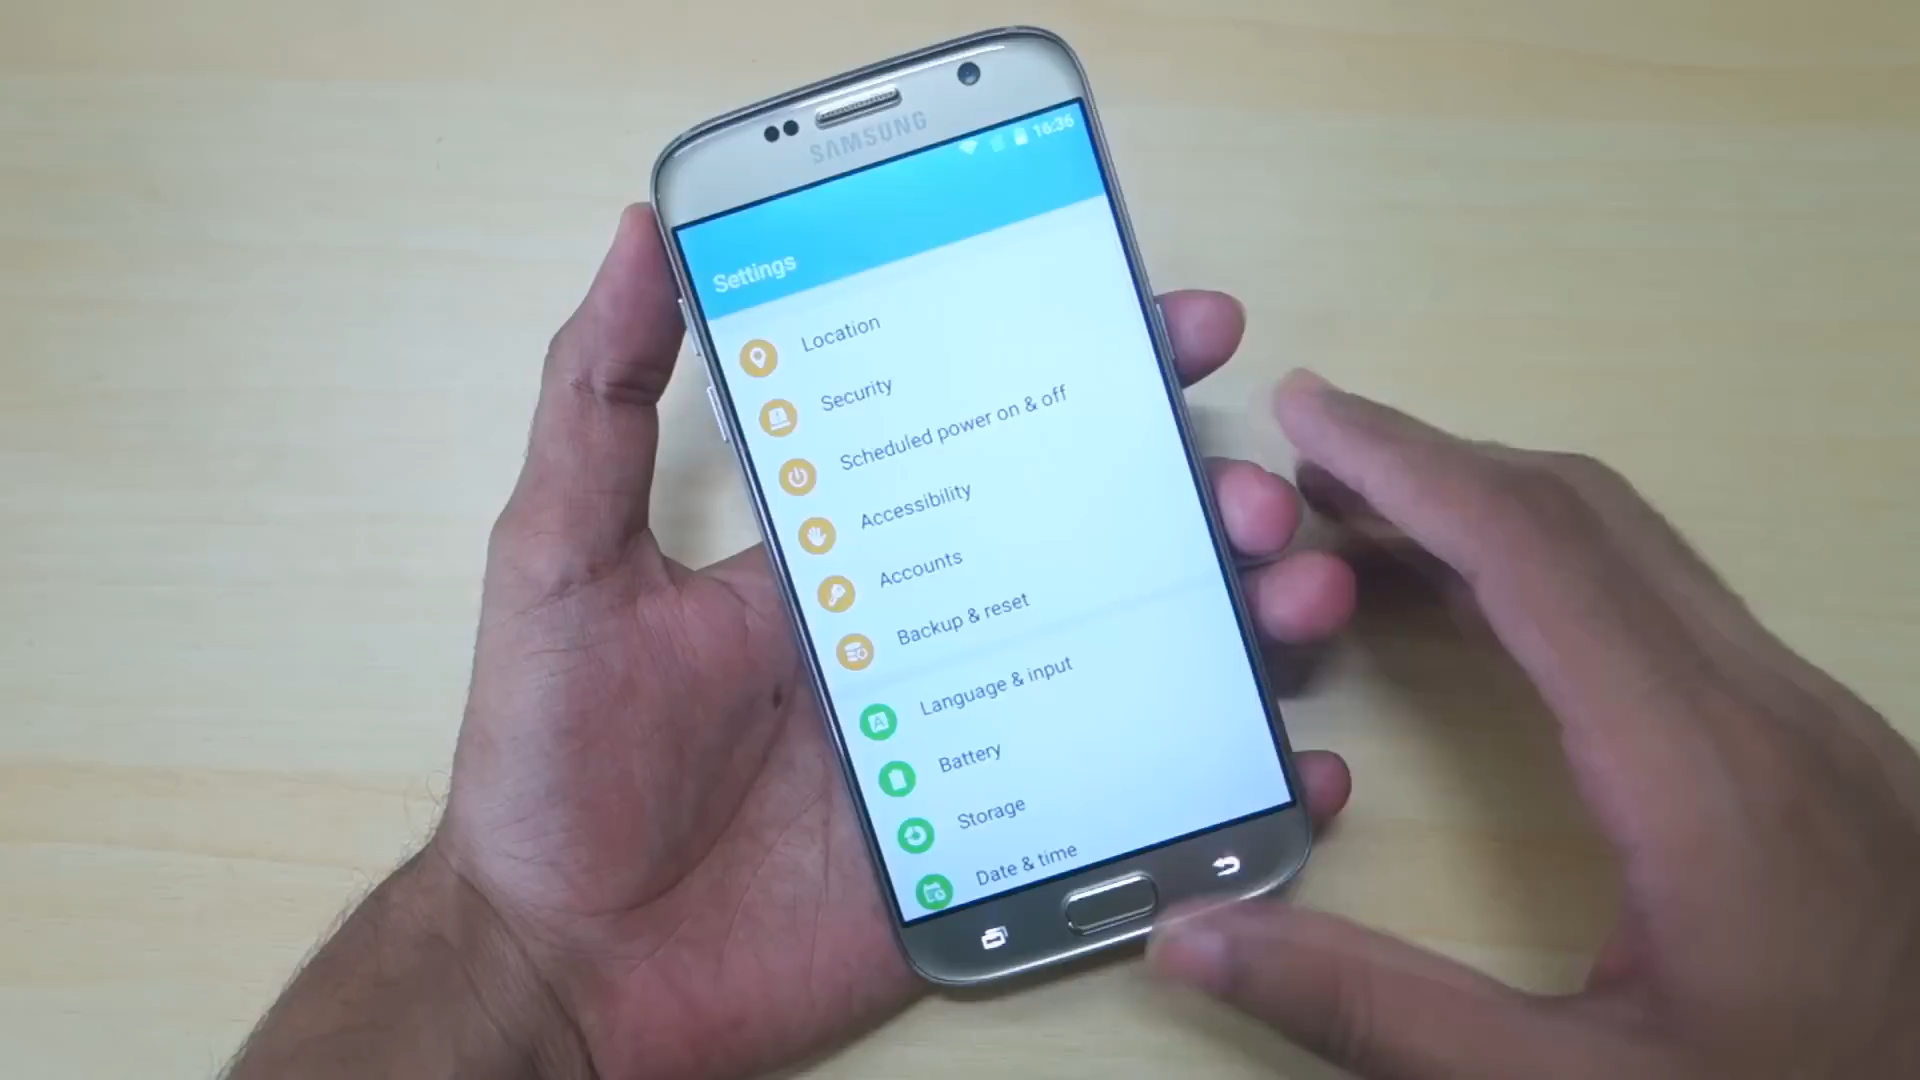 SAMSUNG
16:36
Settings
Location
Security
Scheduled power on & off
Accessibility
Accounts
Backup & reset
Language & input
Battery
Storage
Date & time